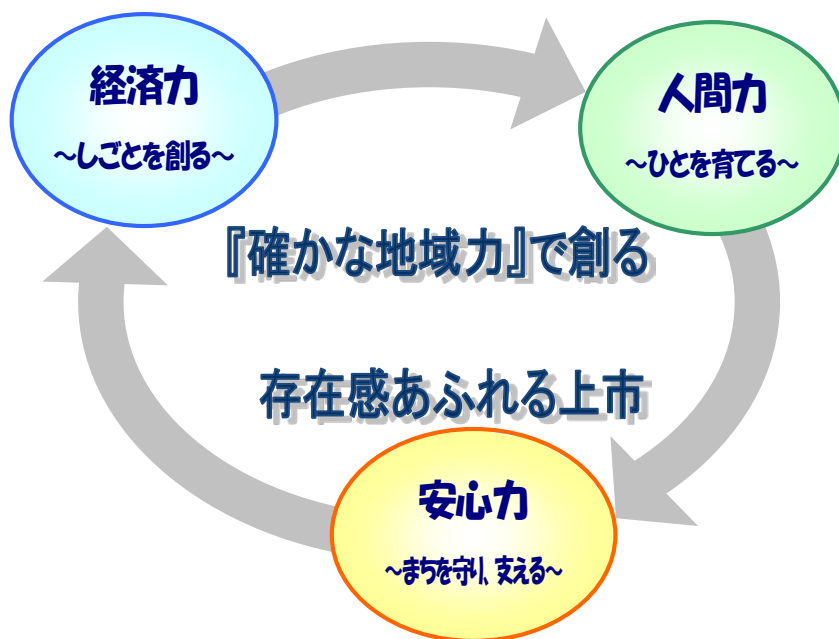 経済力
～しごとを創る～
人間力
～ひとを育てる～
『確かな地域力』で創る
存在感あふれる上市
安心力
～まちを守り、支える～